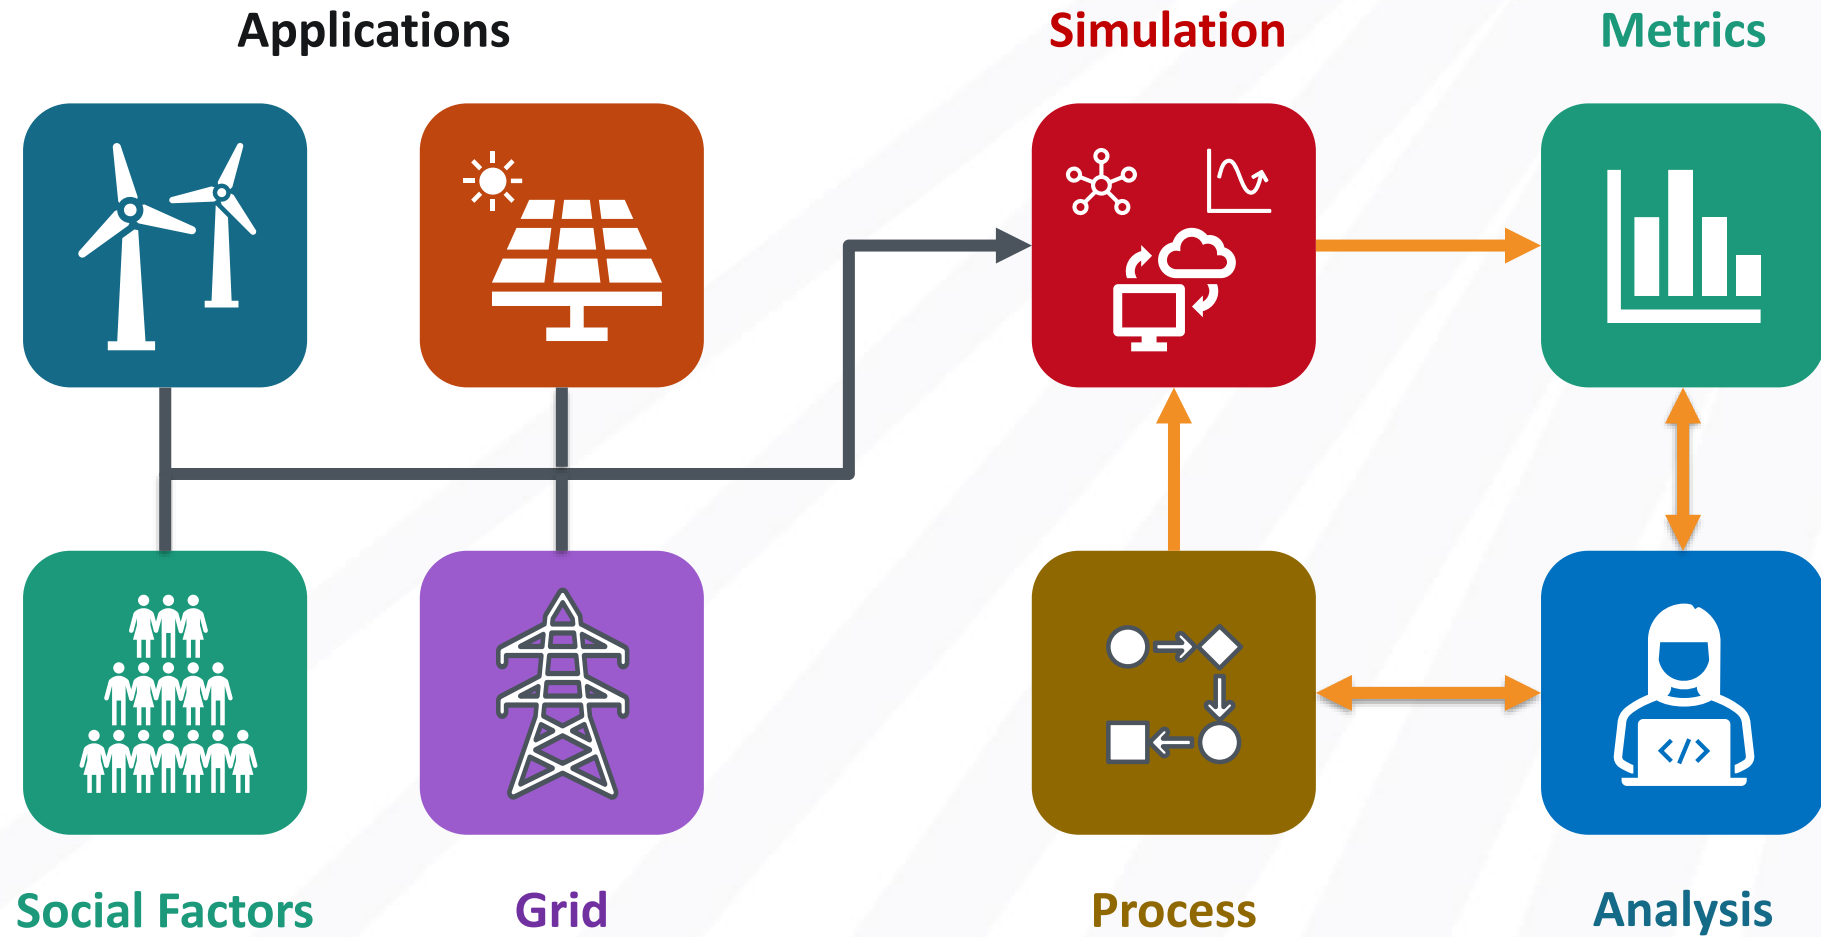 Applications
Simulation
Metrics
</>
Social Factors
Grid
Process
Analysis